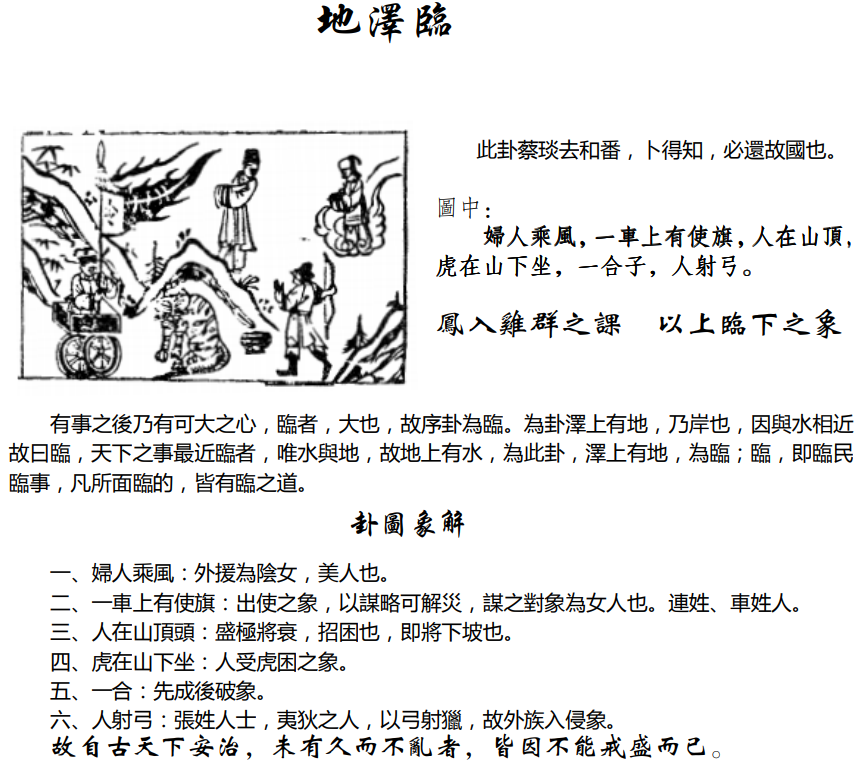 地澤臨
此卦蔡琰去和番，卜得知，必還故國也。
圖中：
婦人乘風，一車上有使旗，人在山頂，
虎在山下坐，一合子，人射弓。
鳳入雞群之課　以上臨下之象
有事之後乃有可大之心，臨者，大也，故序卦為臨。為卦澤上有地，乃岸也，因與水相近
故曰臨，天下之事最近臨者，唯水與地，故地上有水，為此卦，澤上有地，為臨；臨，即臨民
臨事，凡所面臨的，皆有臨之道。
卦圖象解
一、婦人乘風：外援為陰女，美人也。
二、一車上有使旗：出使之象，以謀略可解災，謀之對象為女人也。連姓、車姓人。
三、人在山頂頭：盛極將衰，招困也，即將下坡也。
四、虎在山下坐：人受虎困之象。
五、一合：先成後破象。
六、人射弓：張姓人士，夷狄之人，以弓射獵，故外族入侵象。
故自古天下安治，未有久而不亂者，皆因不能戒盛而已。